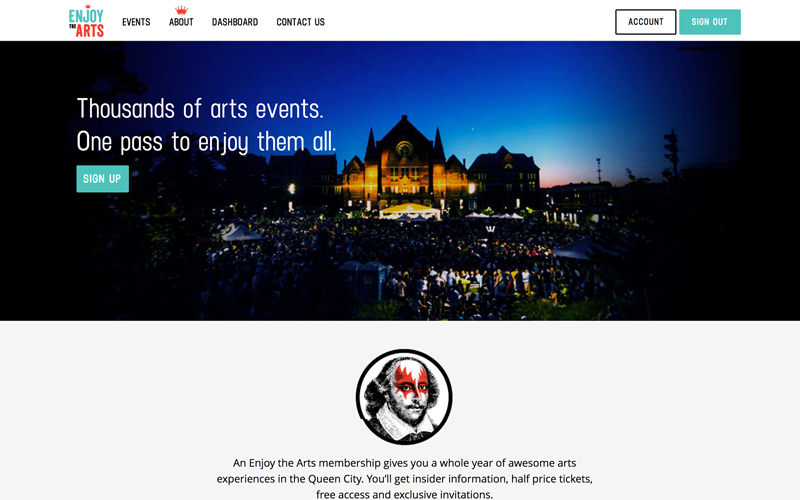 ENJOY
THE ARTS
EVENTS
ABOUT
DASHBOARD
CONTACT US
ACCOUNT
SIGN OUT
Thousands of arts events.
One pass to enjoy them all.
SIGN UP
An Enjoy the Arts membership gives you a whole year of awesome arts
experiences in the Queen City. You’ll get insider information, half price tickets,
free access and exclusive invitations.